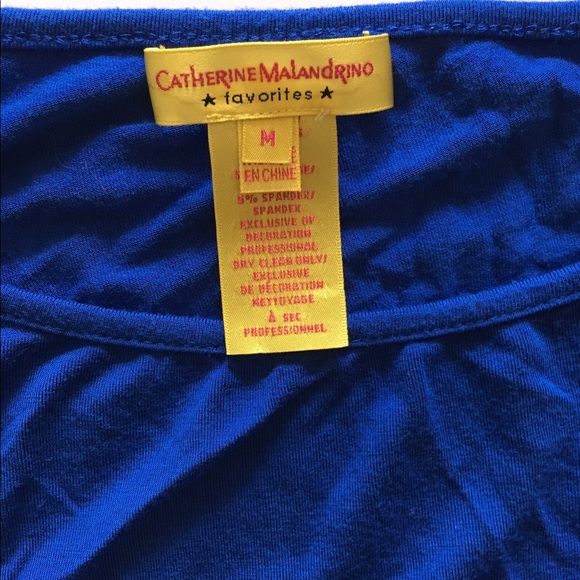 CATHERINE MALANDRINO
★ favorites ★
M
EN CHINE
5% SPANDEX/
SPANDEX
EXCLUSIVE OF
DECORATION
PROFESSIONAL
DRY CLEAN ONLY/
EXCLUSIVE
DE DÉCORATION
NETTOYAGE
À SEC
PROFESSIONNEL